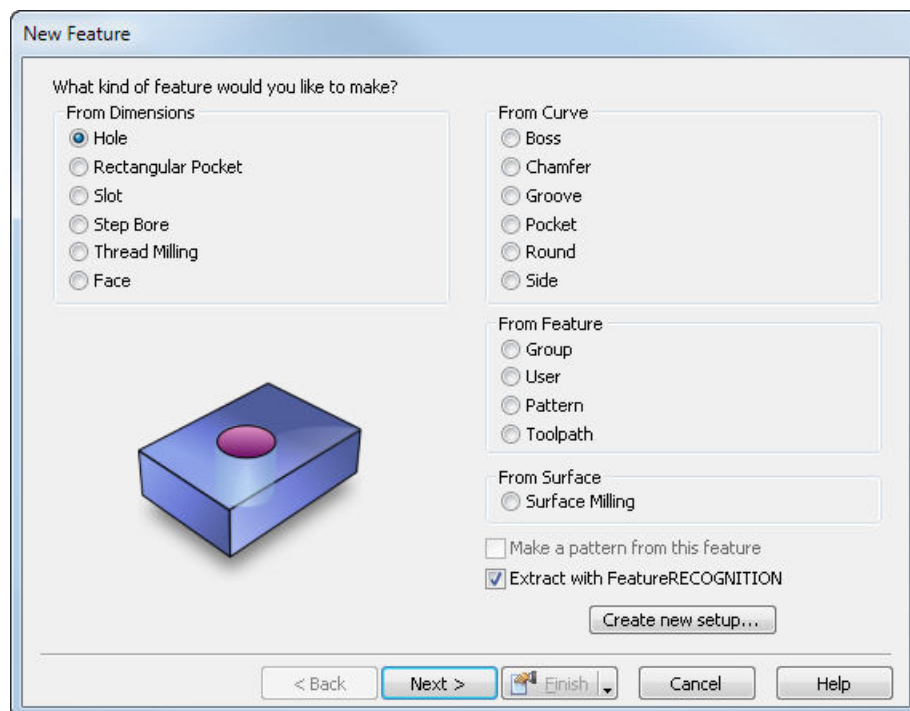 New Feature
What kind of feature would you like to make?
From Dimensions
Hole
Rectangular Pocket
Slot
Step Bore
Thread Milling
Face
From Curve
Boss
Chamfer
Groove
Pocket
Round
Side
From Feature
Group
User
Pattern
Toolpath
From Surface
Surface Milling
Make a pattern from this feature
Extract with FeatureRECOGNITION
Create new setup...
< Back
Next >
Finish
Cancel
Help